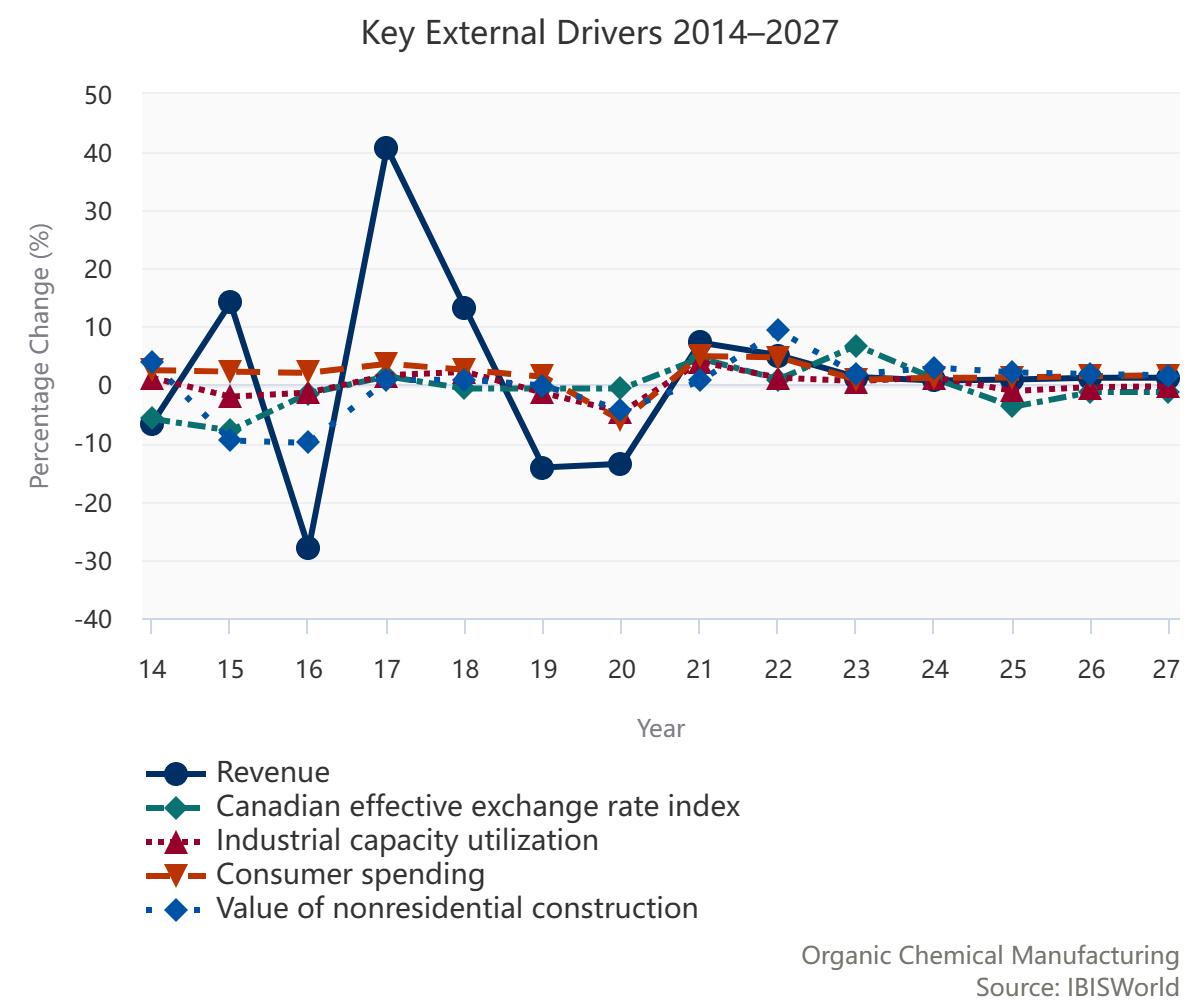 Key External Drivers 2014–2027
Percentage Change (%)
50
40
30
20
10
0
-10
-20
-30
-40
14 15 16 17 18 19 20 21 22 23 24 25 26 27
Year
Revenue
Canadian effective exchange rate index
Industrial capacity utilization
Consumer spending
Value of nonresidential construction
Organic Chemical Manufacturing
Source: IBISWorld